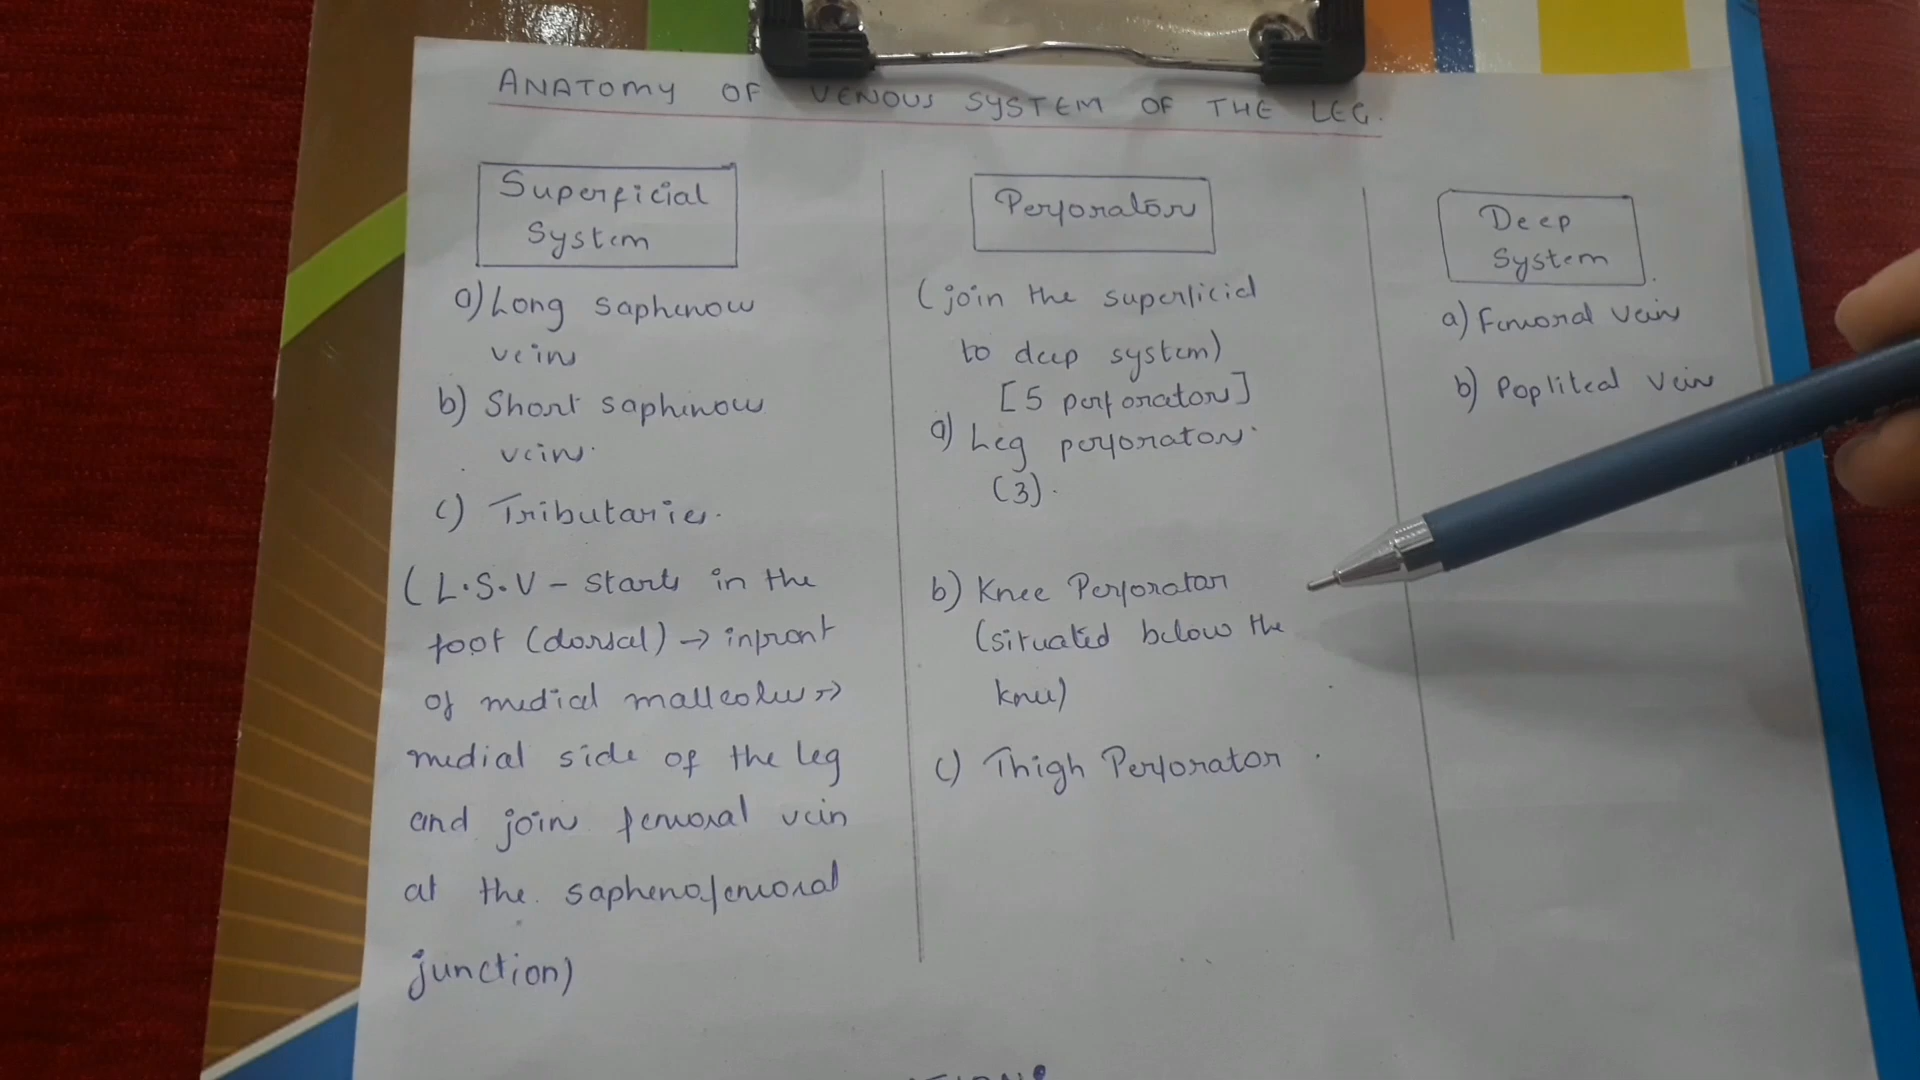 ANATOMY OF VENOUS SYSTEM OF THE LEG.
Superficial
System
a) Long saphenous
vein
b) Short saphenous
vein.
c) Tributaries.
(L.S.V - starts in the
foot (dorsal) → infront
of medial malleolus →
medial side of the leg
and join femoral vein
at the saphenofemoral
junction)
Perforators
(join the superficial
to deep system)
[5 perforators]
a) Leg perforators.
(3).
b) Knee Perforator
(situated below the
knee)
c) Thigh Perforator.
Deep
System
a) Femoral vein
b) Popliteal vein